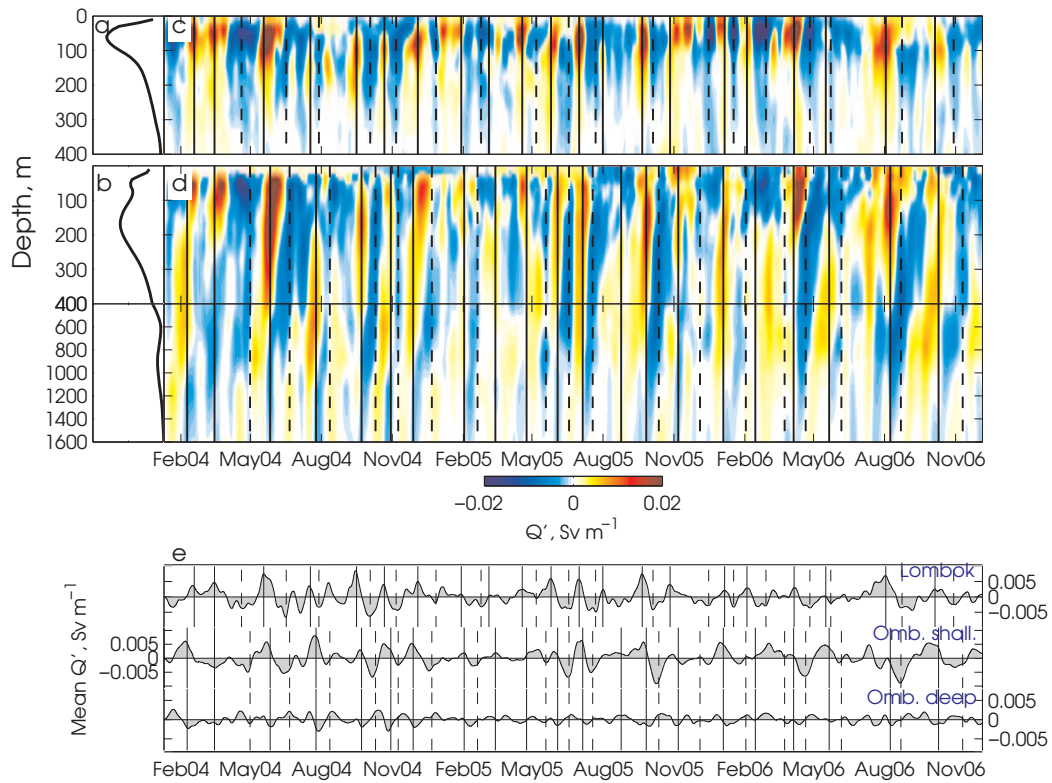 a
c
0
100
200
300
400
b
d
100
200
300
400
600
800
1000
1200
1400
1600
Depth, m
Feb04 May04 Aug04 Nov04 Feb05 May05 Aug05 Nov05 Feb06 May06 Aug06 Nov06
−0.02 0 0.02
Q', Sv m⁻¹
e
Lombok
0.005
0
−0.005
Omb. shall.
0.005
0
−0.005
Omb. deep
0.005
0
−0.005
Mean Q', Sv m⁻¹
Feb04 May04 Aug04 Nov04 Feb05 May05 Aug05 Nov05 Feb06 May06 Aug06 Nov06